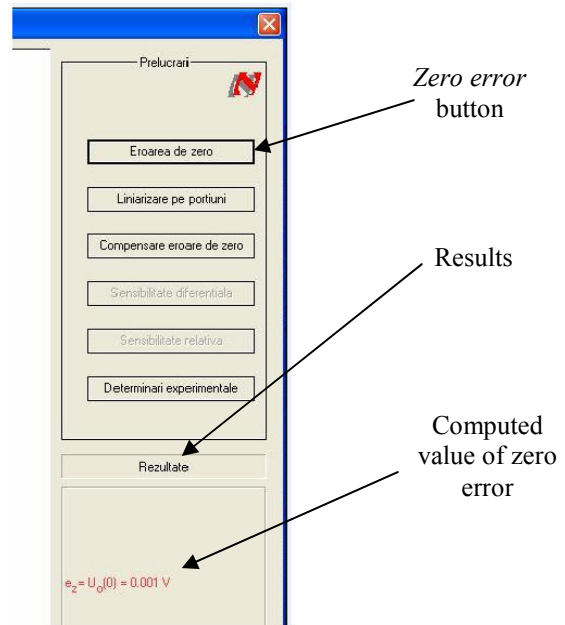 Prelucrari
Zero error
button
Eroarea de zero
Liniarizare pe portiuni
Compensare eroare de zero
Results
Sensibilitate diferentiala
Sensibilitate relativa
Determinari experimentale
Computed
value of zero
error
Rezultate
e_z = U_o(0) = 0.001 V